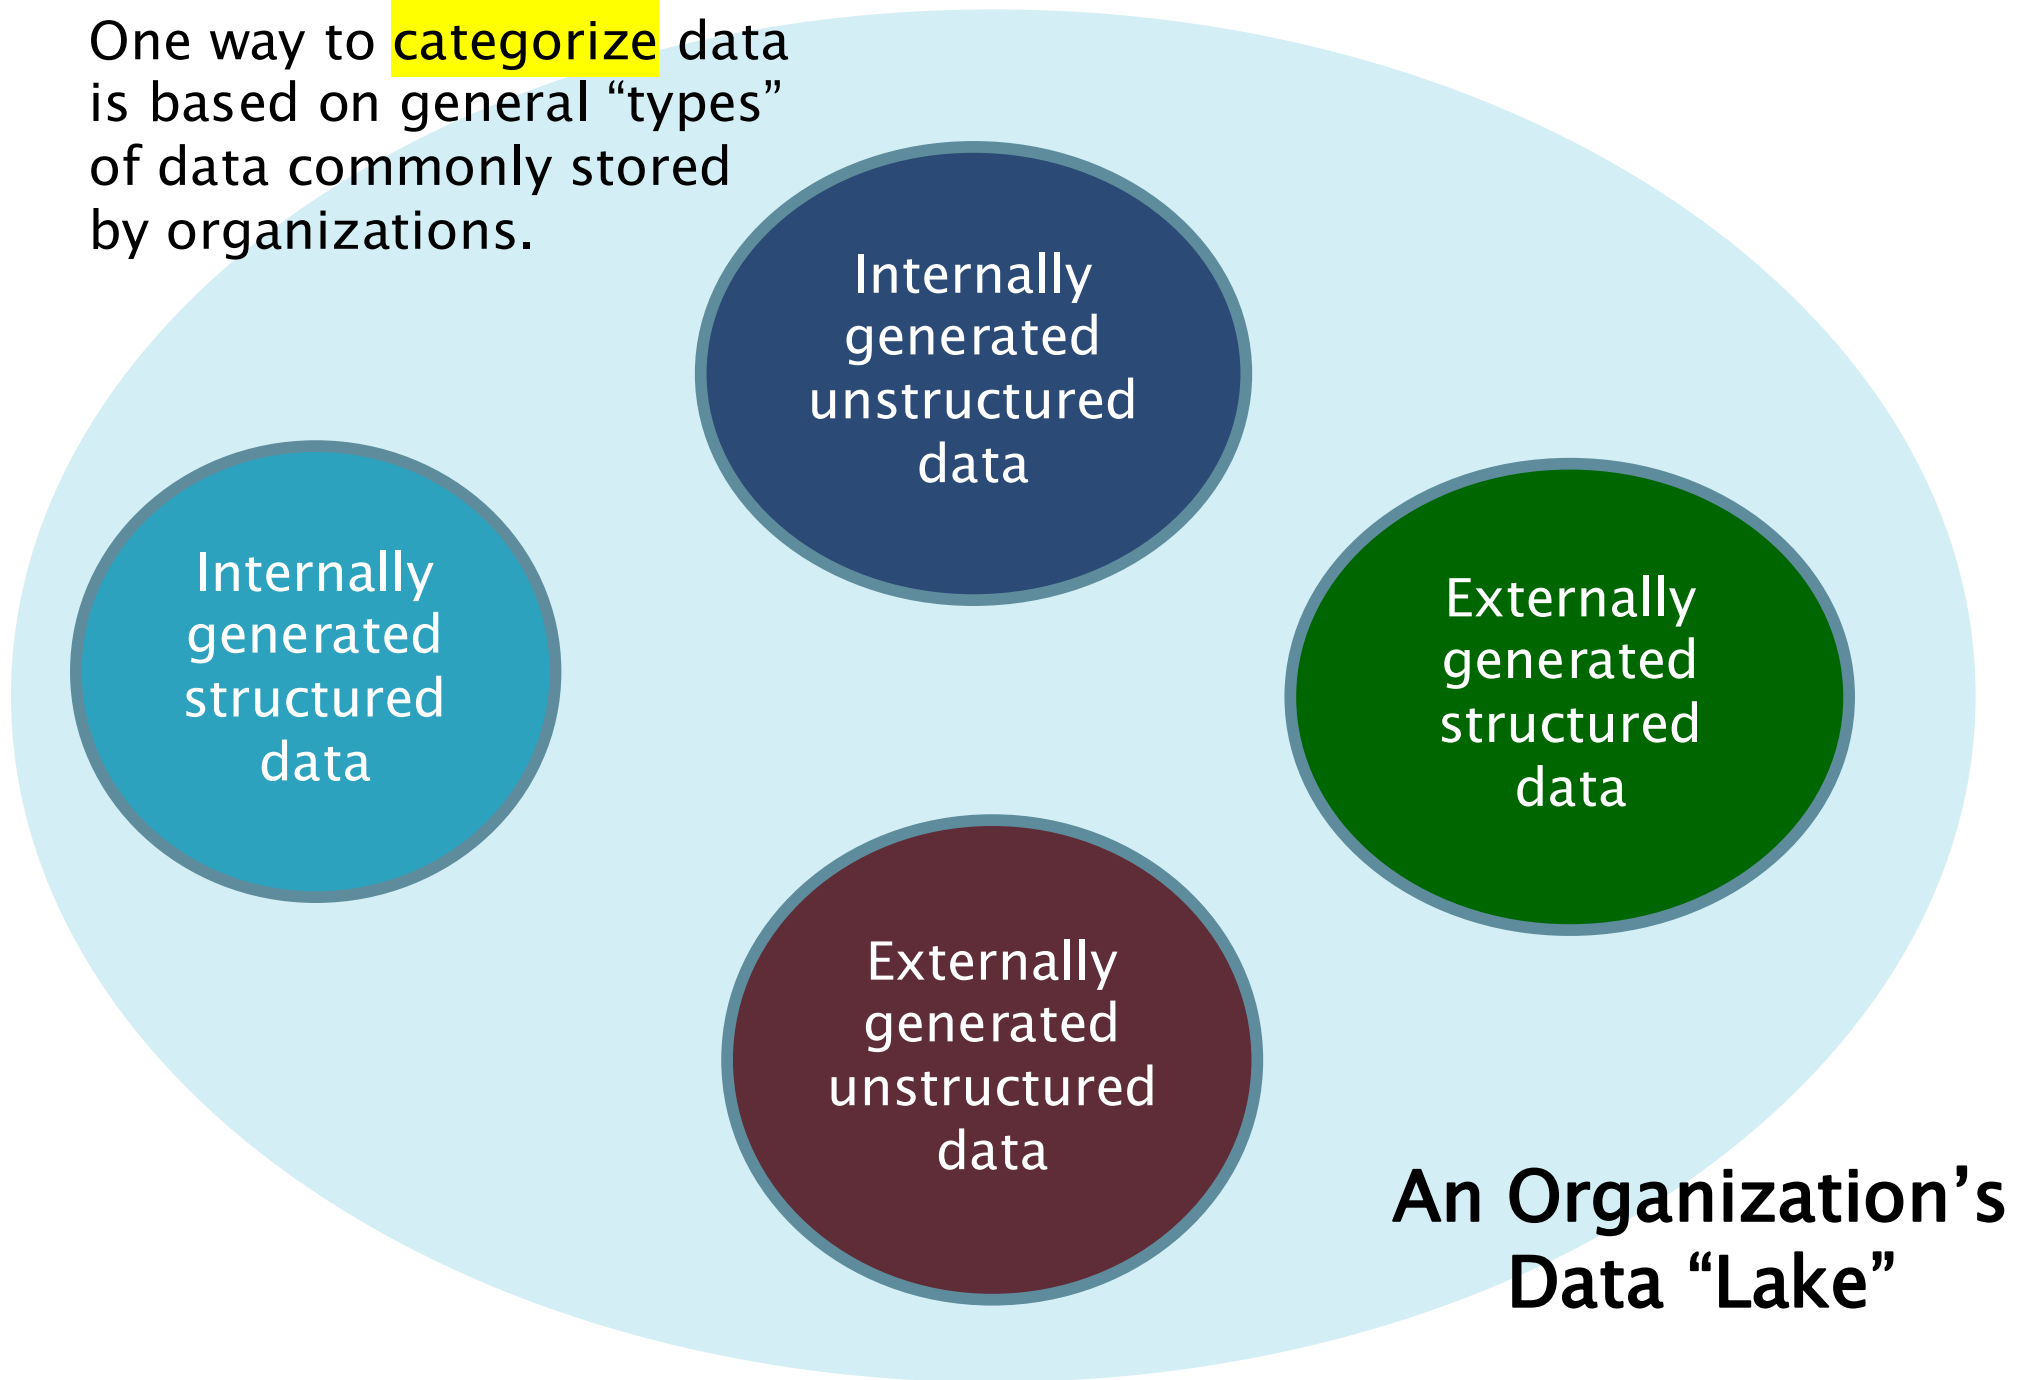 One way to categorize data
is based on general “types”
of data commonly stored
by organizations.
Internally
generated
unstructured
data
Internally
generated
structured
data
Externally
generated
structured
data
Externally
generated
unstructured
data
An Organization’s
Data “Lake”